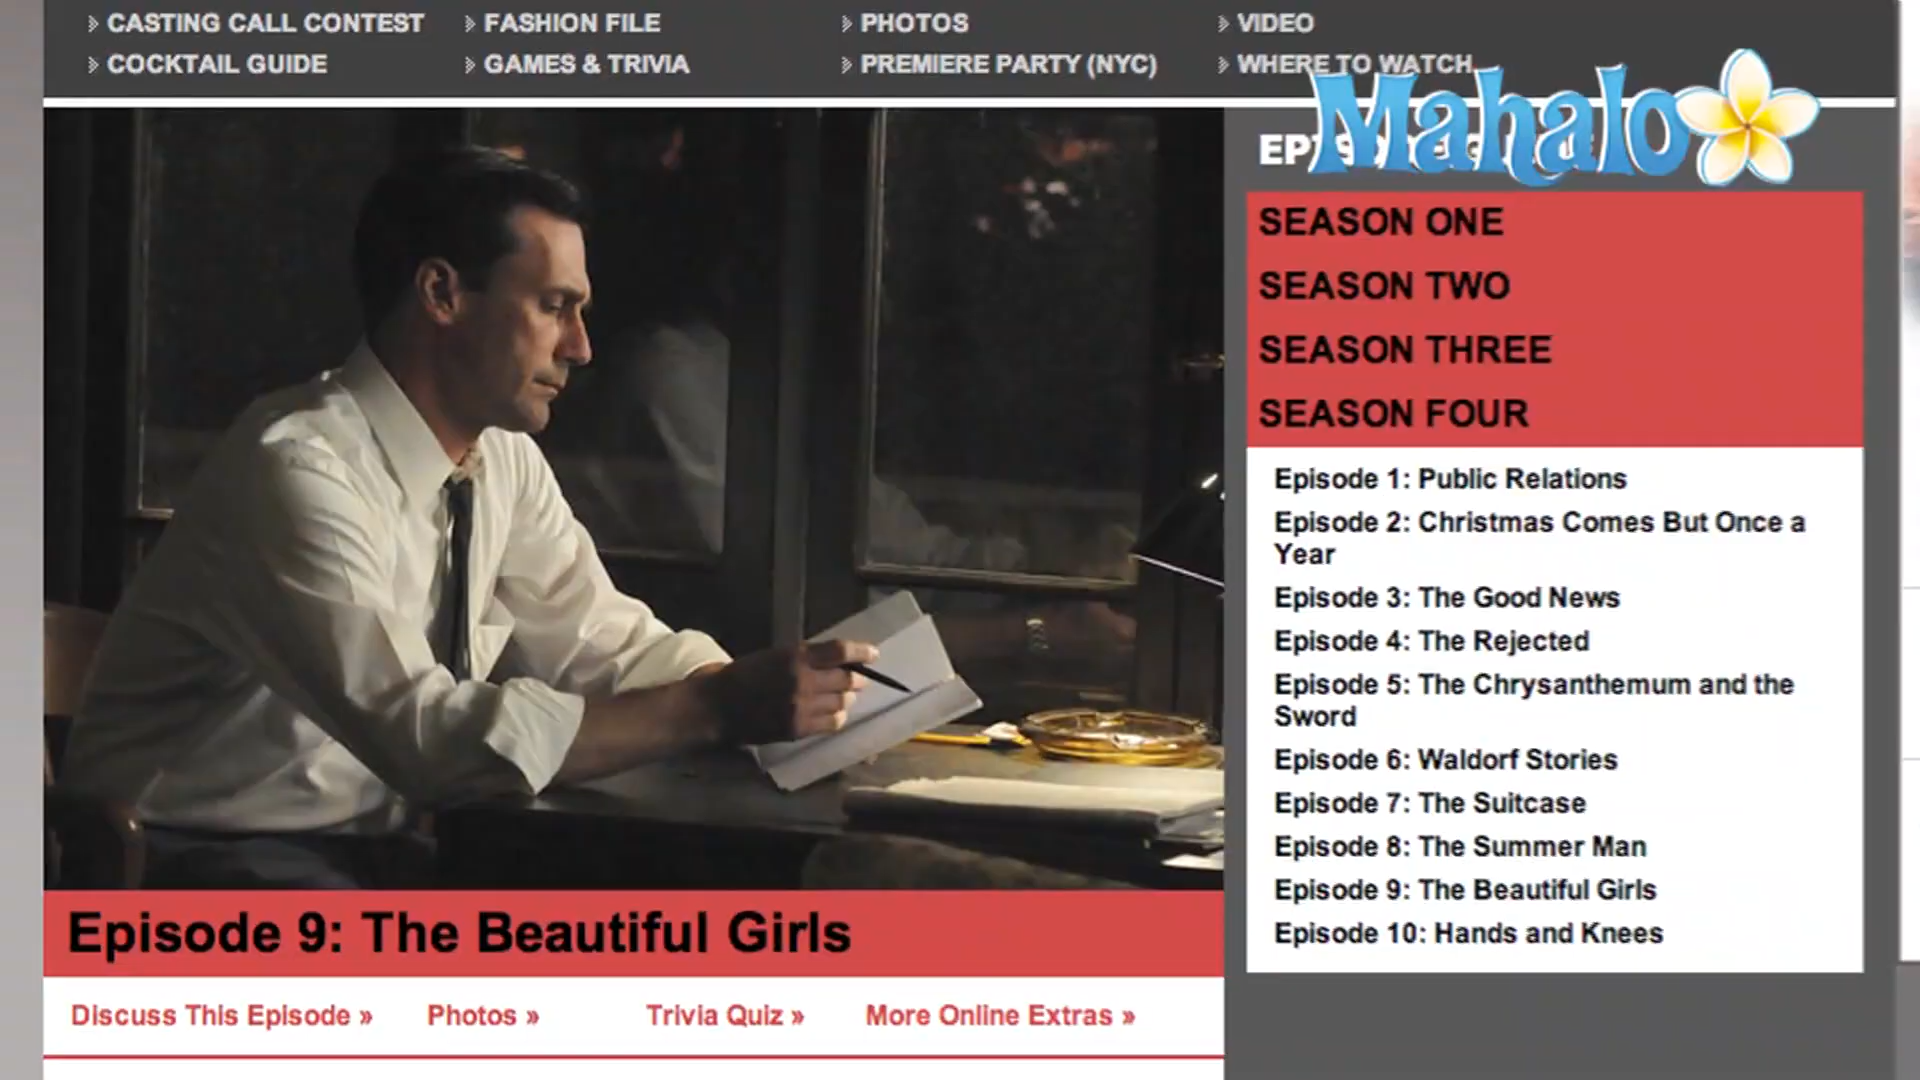 CASTING CALL CONTEST
FASHION FILE
PHOTOS
VIDEO
COCKTAIL GUIDE
GAMES & TRIVIA
PREMIERE PARTY (NYC)
WHERE TO WATCH
Mahalo
SEASON ONE
SEASON TWO
SEASON THREE
SEASON FOUR
Episode 1: Public Relations
Episode 2: Christmas Comes But Once a
Year
Episode 3: The Good News
Episode 4: The Rejected
Episode 5: The Chrysanthemum and the
Sword
Episode 6: Waldorf Stories
Episode 7: The Suitcase
Episode 8: The Summer Man
Episode 9: The Beautiful Girls
Episode 10: Hands and Knees
Episode 9: The Beautiful Girls
Discuss This Episode »
Photos »
Trivia Quiz »
More Online Extras »